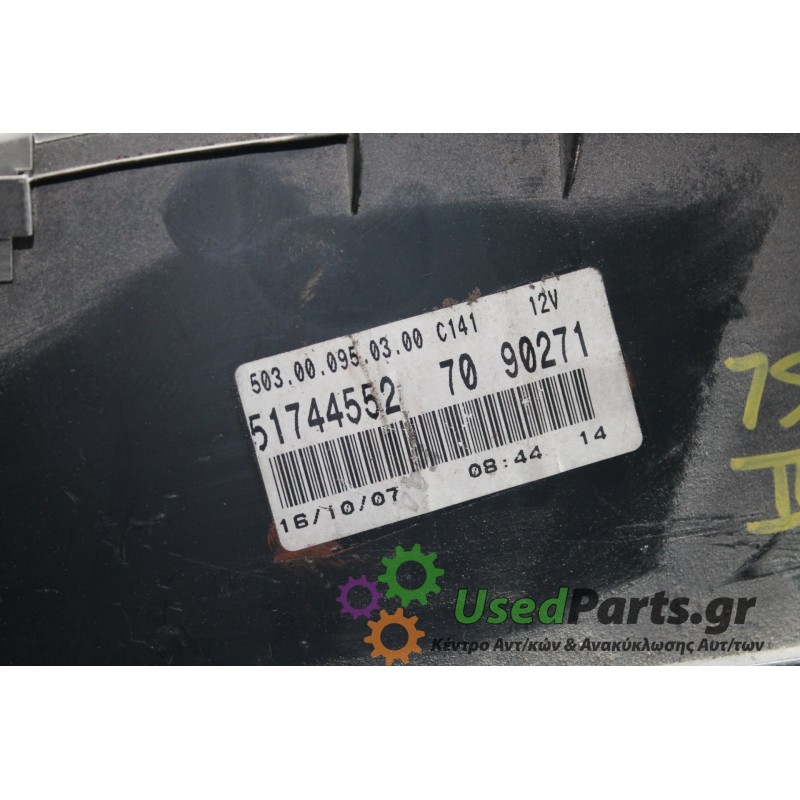 503.00.095.03.00 C141 12V
51744552 70 90271
16/10/07 08:44 14
UsedParts.gr
Κέντρο Αντ/κών & Ανακύκλωσης Αυτ/των